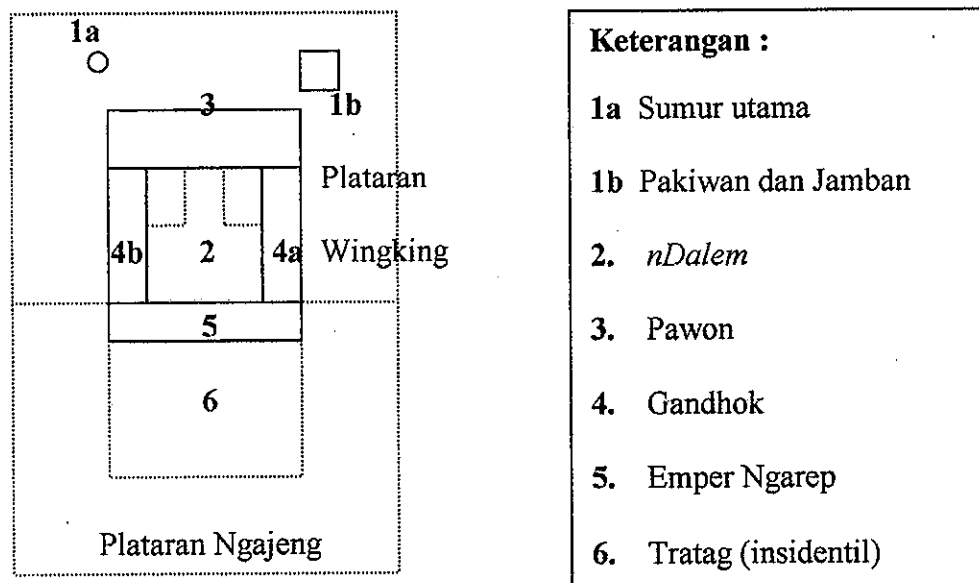 1a
1b
3
Plataran
4b 2 4a Wingking
5
6
Plataran Ngajeng
Keterangan :
1a Sumur utama
1b Pakiwan dan Jamban
2. nDalem
3. Pawon
4. Gandhok
5. Emper Ngarep
6. Tratag (insidentil)